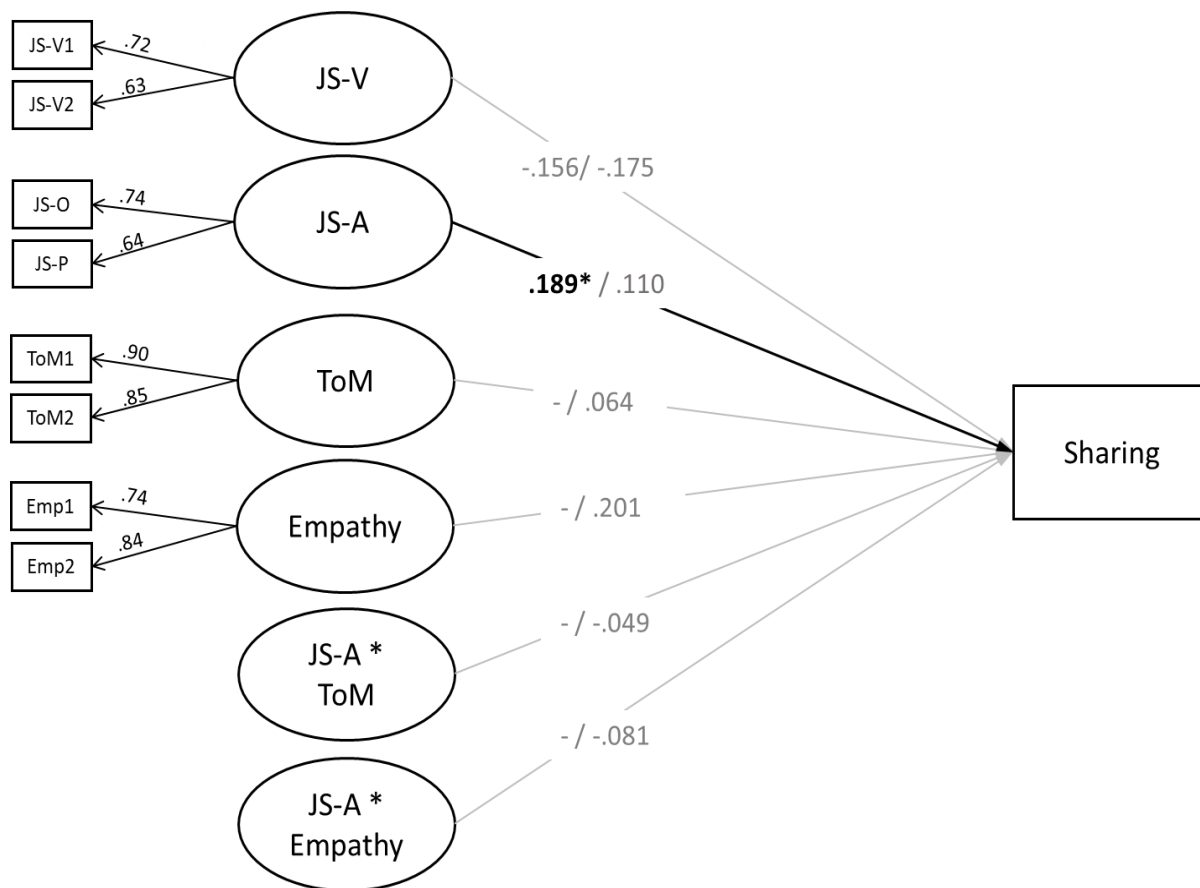 JS-V1
.72
JS-V2
.63
JS-V
-.156/ -.175
JS-O
.74
JS-P
.64
JS-A
.189* / .110
ToM1
.90
ToM2
.85
ToM
- / .064
Sharing
Emp1
.74
Emp2
.84
Empathy
- / .201
JS-A *
ToM
- / -.049
JS-A *
Empathy
- / -.081